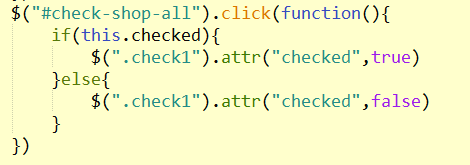 $("#check-shop-all").click(function(){
    if(this.checked){
        $(".check1").attr("checked",true)
    }else{
        $(".check1").attr("checked",false)
    }
})